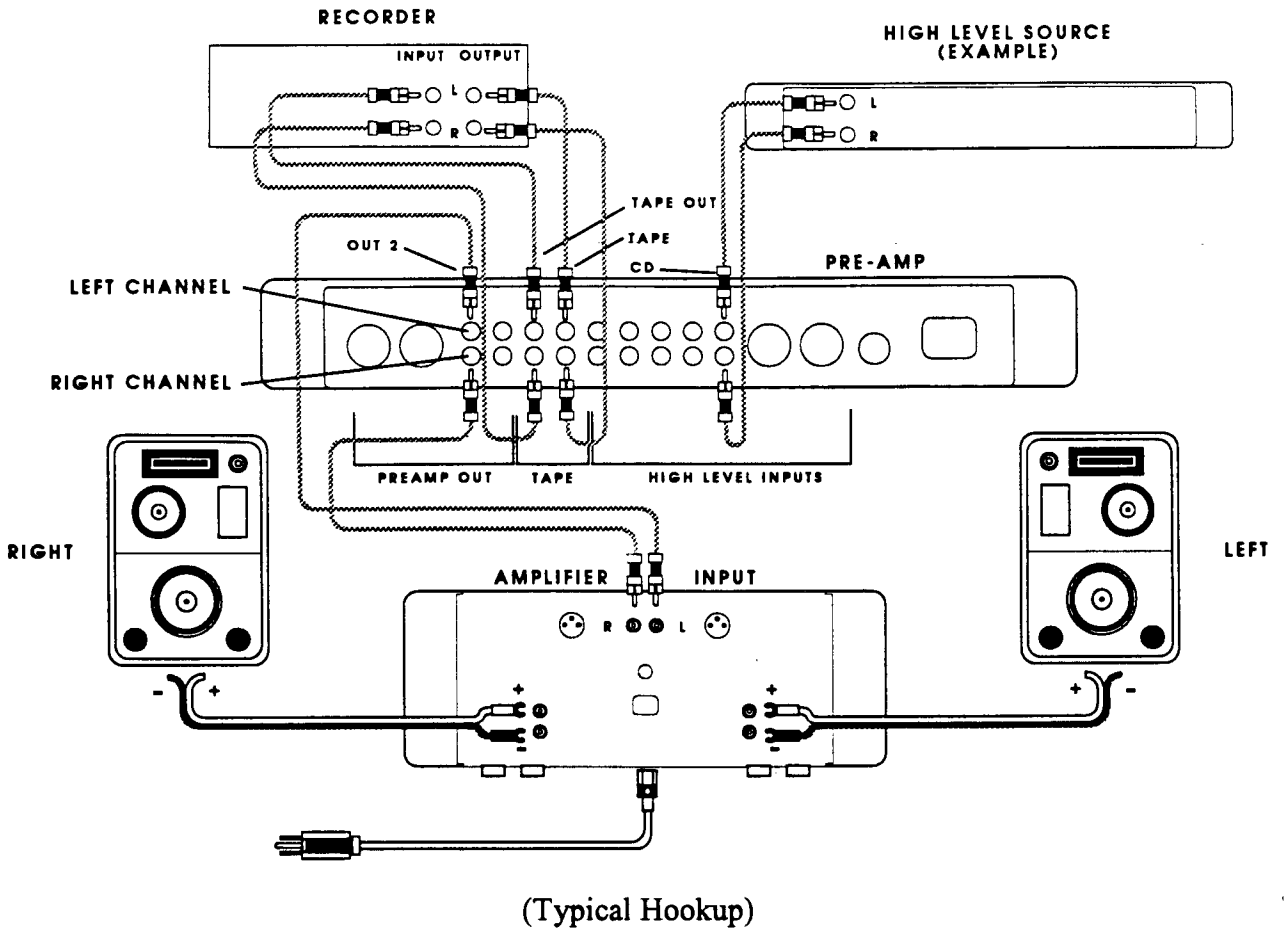 RECORDER
HIGH LEVEL SOURCE
(EXAMPLE)
INPUT OUTPUT
L
R
L
R
TAPE OUT
OUT 2
TAPE
CD
PRE-AMP
LEFT CHANNEL
RIGHT CHANNEL
PREAMP OUT
TAPE
HIGH LEVEL INPUTS
RIGHT
LEFT
AMPLIFIER INPUT
R L
- +
+ -
+
-
+
-
(Typical Hookup)